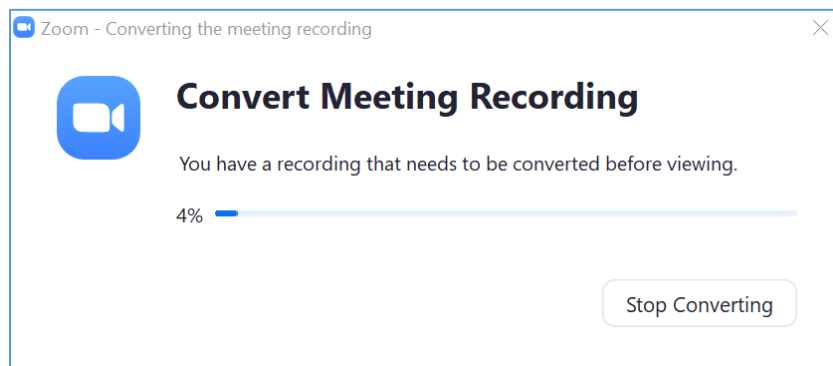 Zoom - Converting the meeting recording
Convert Meeting Recording
You have a recording that needs to be converted before viewing.
4%
Stop Converting